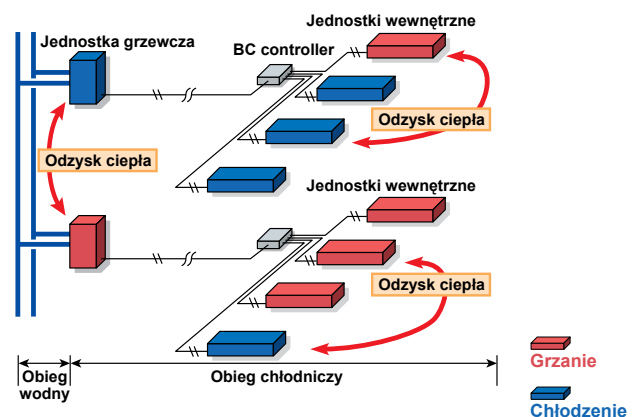 Jednostki wewnętrzne
Jednostka grzewcza
BC controller
Odzysk ciepła
Odzysk ciepła
Jednostki wewnętrzne
Odzysk ciepła
Obieg
wodny
Obieg chłodniczy
Grzanie
Chłodzenie